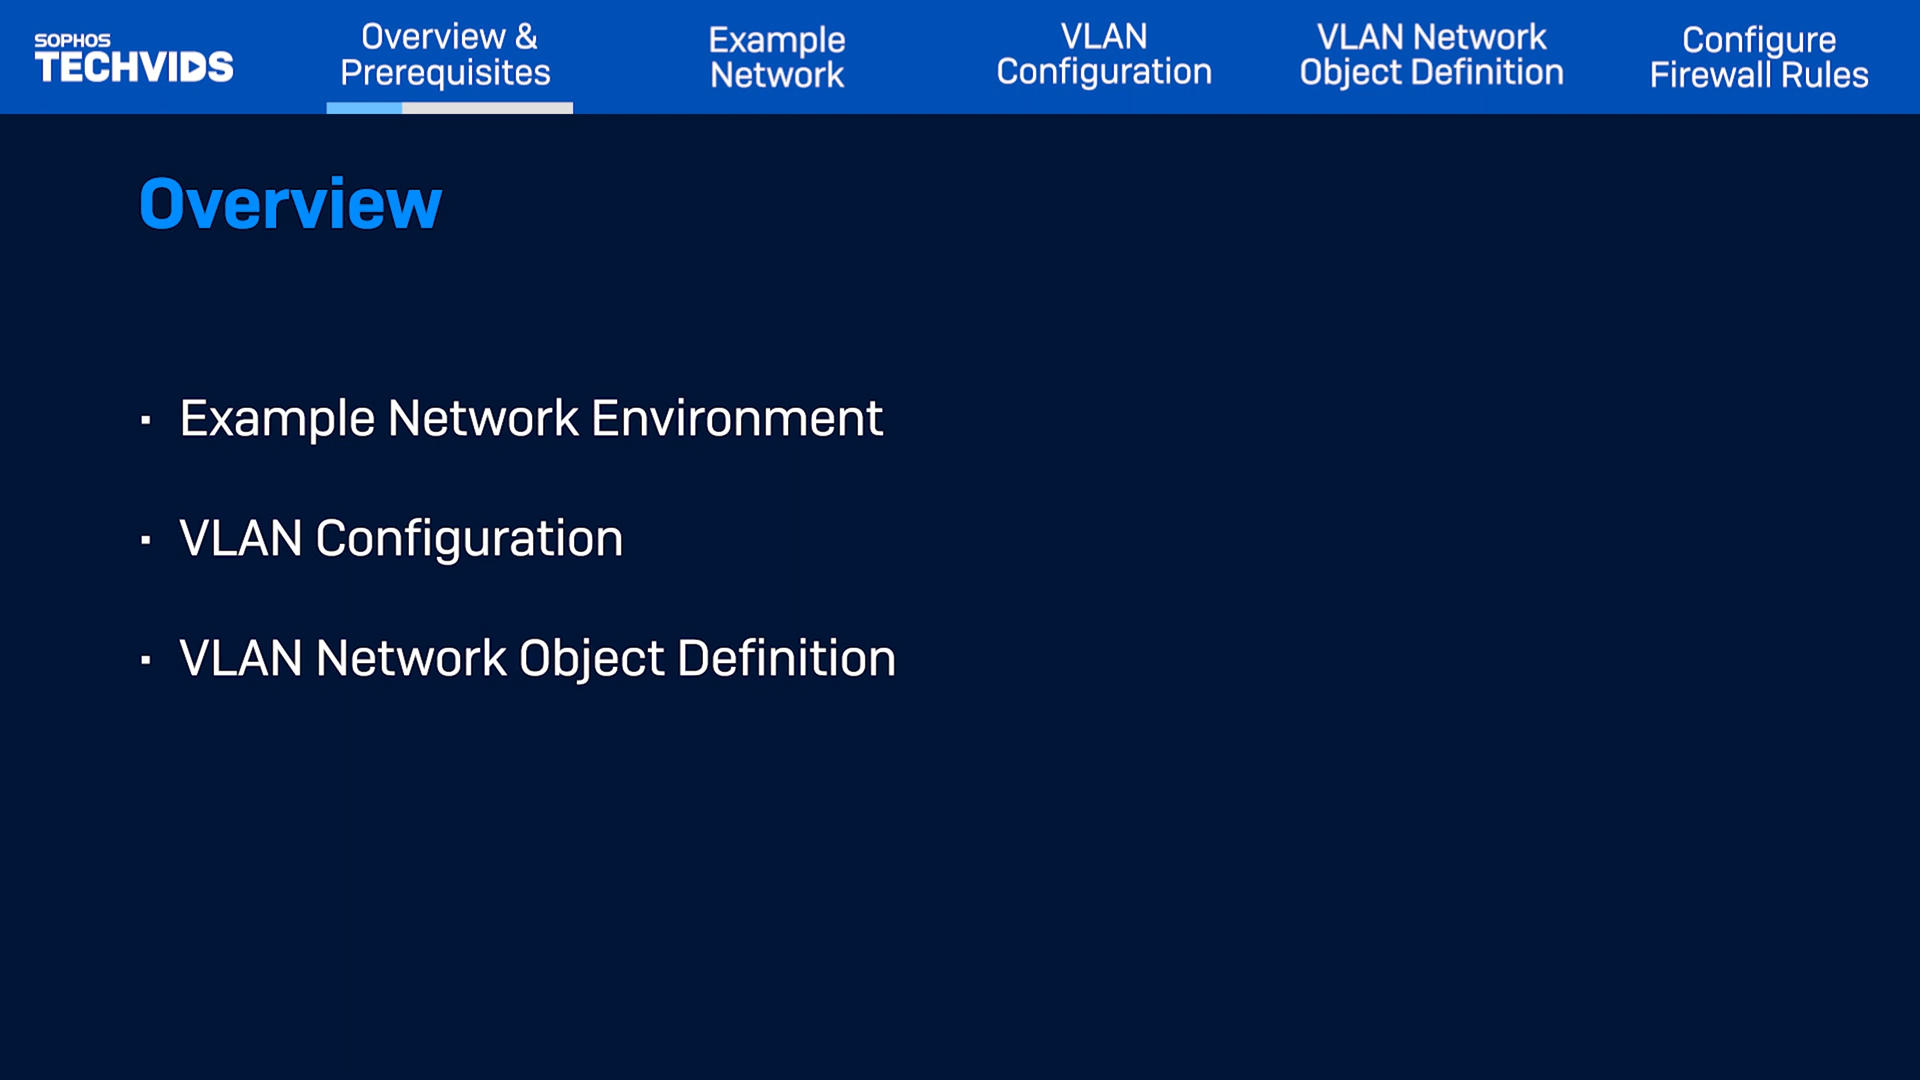 SOPHOS
TECHVIDS
Overview &
Prerequisites
Example
Network
VLAN
Configuration
VLAN Network
Object Definition
Configure
Firewall Rules
Overview
▪ Example Network Environment
▪ VLAN Configuration
▪ VLAN Network Object Definition